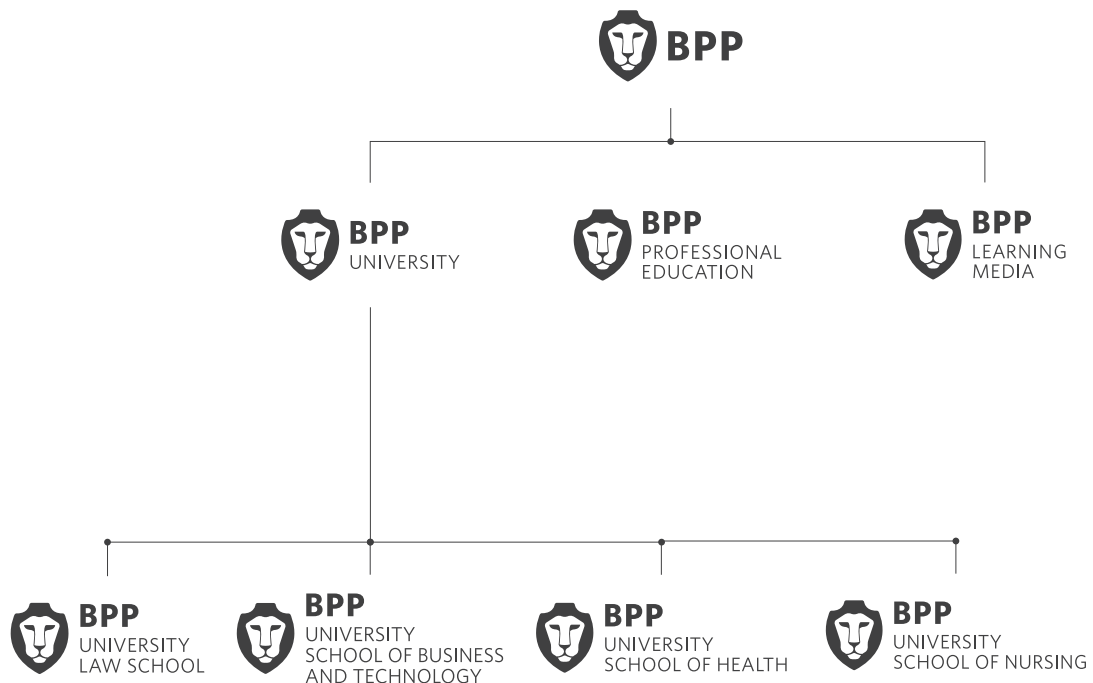 BPP
BPP
UNIVERSITY
BPP
PROFESSIONAL
EDUCATION
BPP
LEARNING
MEDIA
BPP
UNIVERSITY
LAW SCHOOL
BPP
UNIVERSITY
SCHOOL OF BUSINESS
AND TECHNOLOGY
BPP
UNIVERSITY
SCHOOL OF HEALTH
BPP
UNIVERSITY
SCHOOL OF NURSING